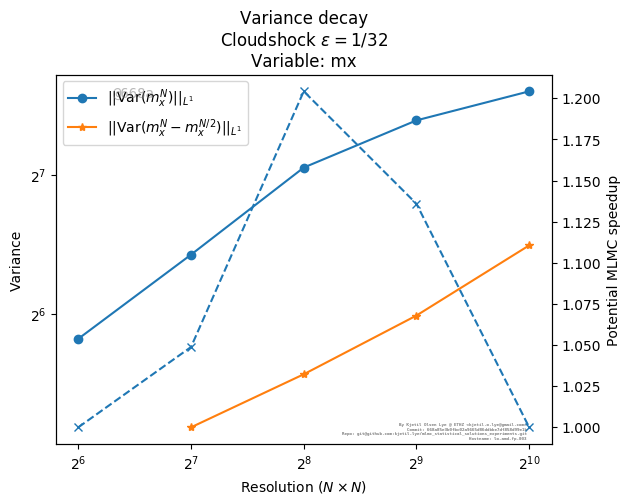 Variance decay
Cloudshock ε = 1/32
Variable: mx
||Var(m_x^N)||_{L^1}
||Var(m_x^N − m_x^{N/2})||_{L^1}
Variance
2^7
2^6
1.200
1.175
1.150
1.125
1.100
1.075
1.050
1.025
1.000
Potential MLMC speedup
2^6 2^7 2^8 2^9 2^10
Resolution (N × N)